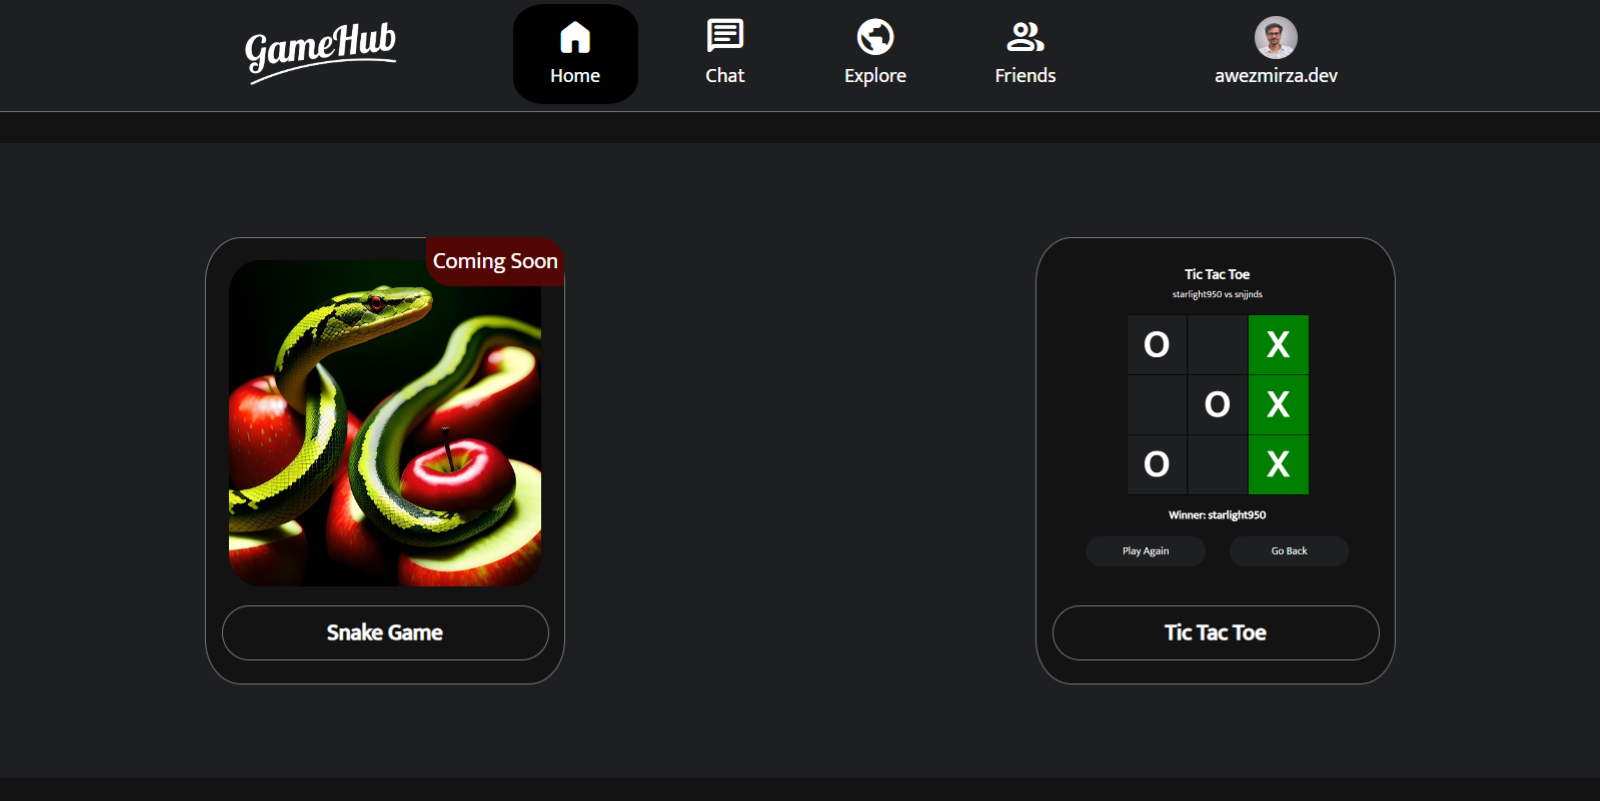 GameHub
Home
Chat
Explore
Friends
awezmirza.dev
Coming Soon
Snake Game
Tic Tac Toe
starlight950 vs snjjnds
O X
O X
O X
Winner: starlight950
Play Again
Go Back
Tic Tac Toe